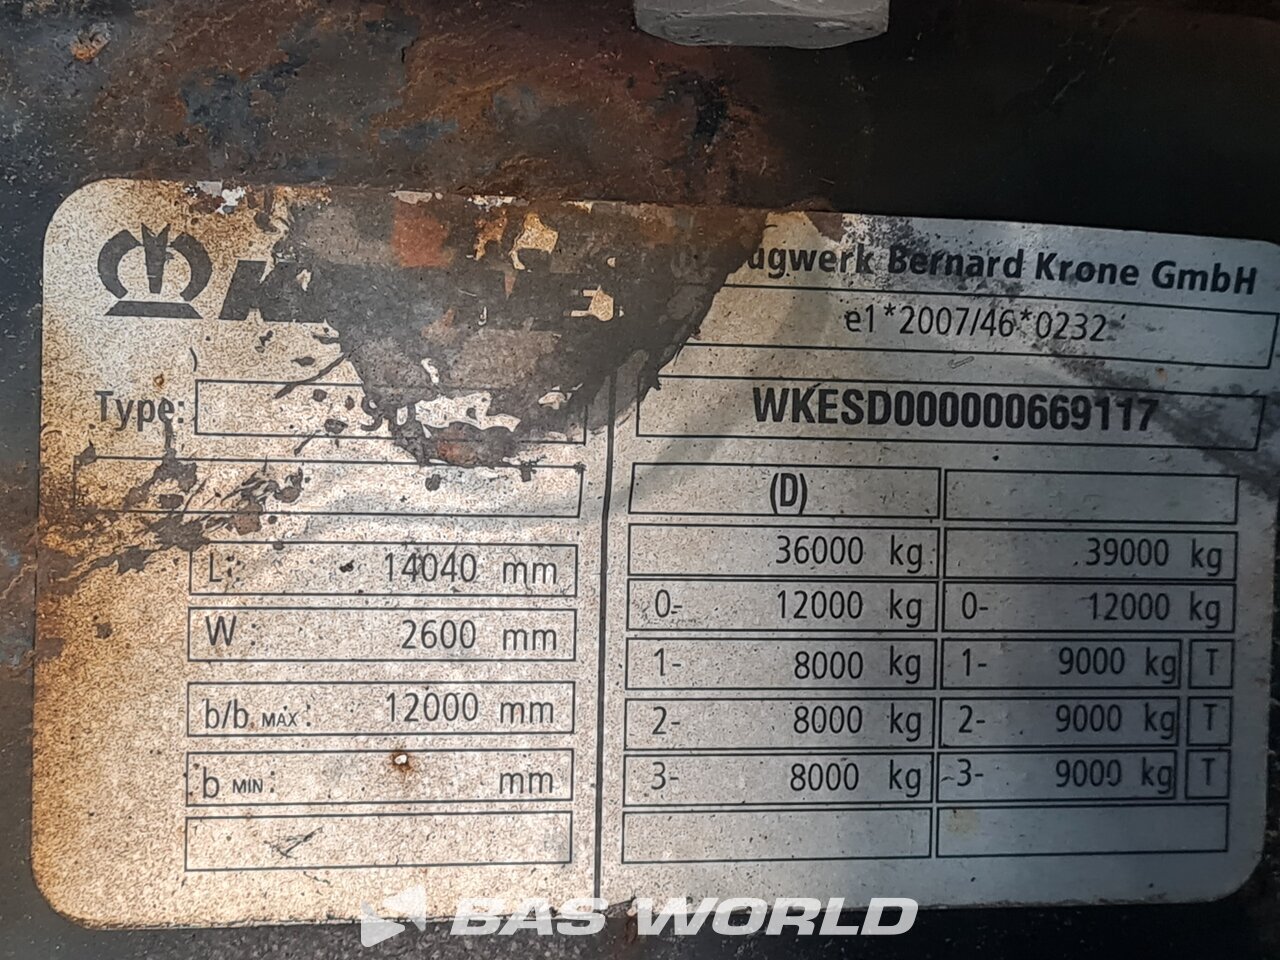 ugwerk Bernard Krone GmbH
e1*2007/46*0232
Type:
WKESD000000669117
(D)
L: 14040 mm
36000 kg 39000 kg
W: 2600 mm
0- 12000 kg 0- 12000 kg
1- 8000 kg 1- 9000 kg T
b/b MAX: 12000 mm
2- 8000 kg 2- 9000 kg T
b MIN: mm
3- 8000 kg 3- 9000 kg T
BAS WORLD